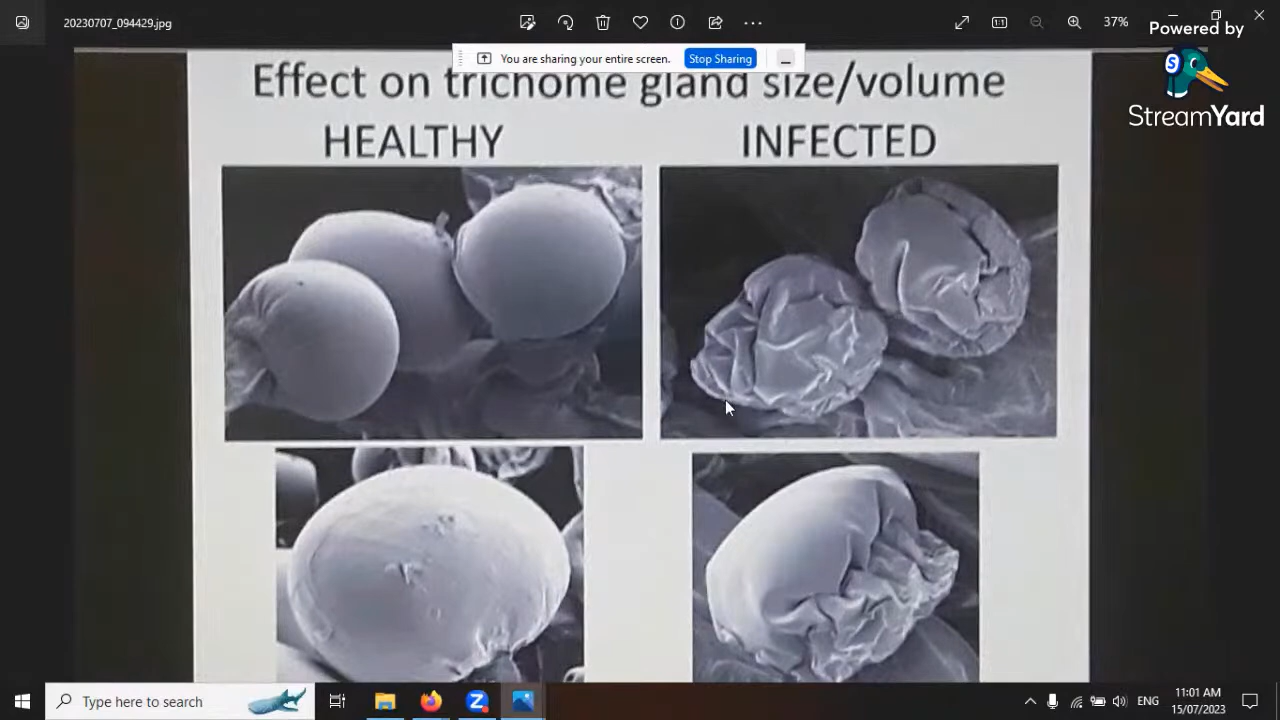 20230707_094429.jpg
37%
Powered by
StreamYard
You are sharing your entire screen.
Stop Sharing
Effect on trichome gland size/volume
HEALTHY
INFECTED
Type here to search
ENG
11:01 AM
15/07/2023